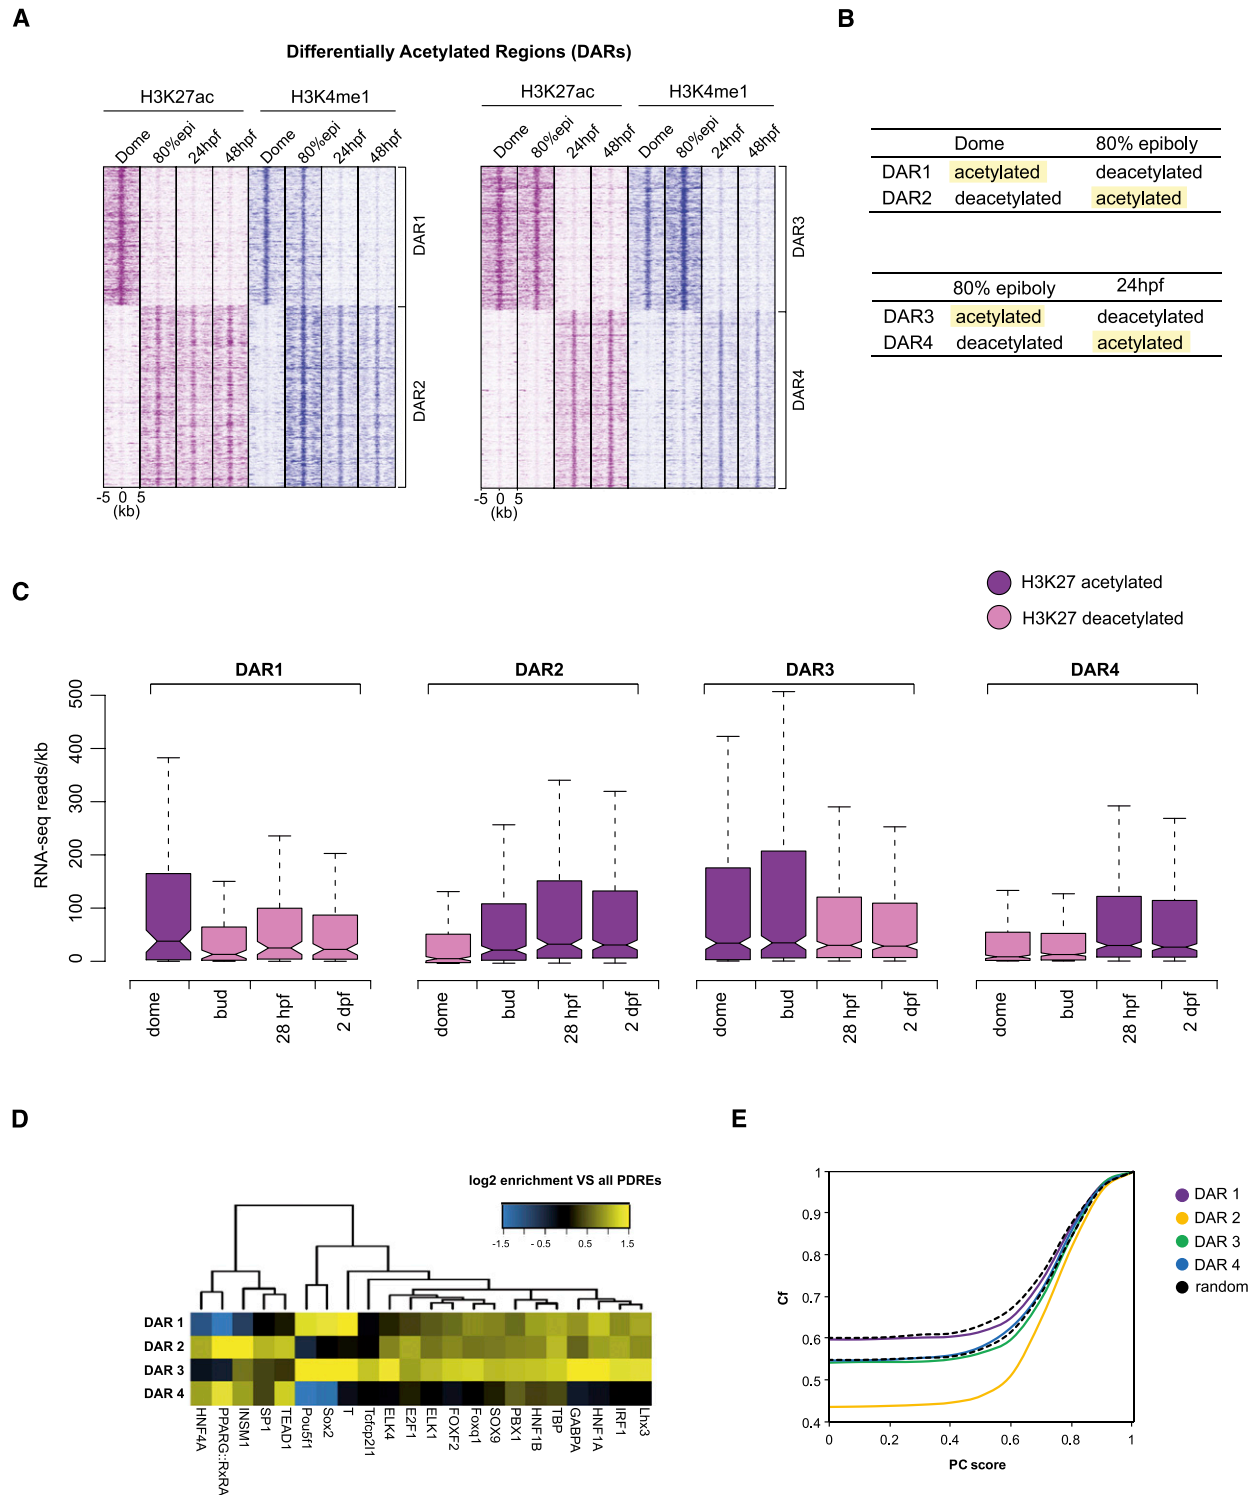 A
B
Differentially Acetylated Regions (DARs)
H3K27ac H3K4me1
Dome 80%epi 24hpf 48hpf Dome 80%epi 24hpf 48hpf
DAR1
DAR2
-5 0 5
(kb)
H3K27ac H3K4me1
Dome 80%epi 24hpf 48hpf Dome 80%epi 24hpf 48hpf
DAR3
DAR4
-5 0 5
(kb)
Dome 80% epiboly
DAR1 acetylated deacetylated
DAR2 deacetylated acetylated
80% epiboly 24hpf
DAR3 acetylated deacetylated
DAR4 deacetylated acetylated
C
H3K27 acetylated
H3K27 deacetylated
DAR1 DAR2 DAR3 DAR4
RNA-seq reads/kb
500
400
300
200
100
0
dome bud 28 hpf 2 dpf dome bud 28 hpf 2 dpf dome bud 28 hpf 2 dpf dome bud 28 hpf 2 dpf
D
log2 enrichment VS all PDREs
-1.5 - 0.5 0.5 1.5
DAR 1
DAR 2
DAR 3
DAR 4
HNF4A PPARG::RxRA INSM1 SP1 TEAD1 Pou5f1 Sox2 T Tcfcp2l1 ELK4 E2F1 ELK1 FOXF2 Foxq1 SOX9 PBX1 HNF1B TBP GABPA HNF1A IRF1 Lhx3
E
Cf
1
0.9
0.8
0.7
0.6
0.5
0.4
0 0.2 0.4 0.6 0.8 1
PC score
DAR 1
DAR 2
DAR 3
DAR 4
random